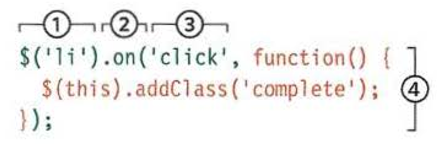 1 2 3
$('li').on('click', function() {
$(this).addClass('complete'); 4
});